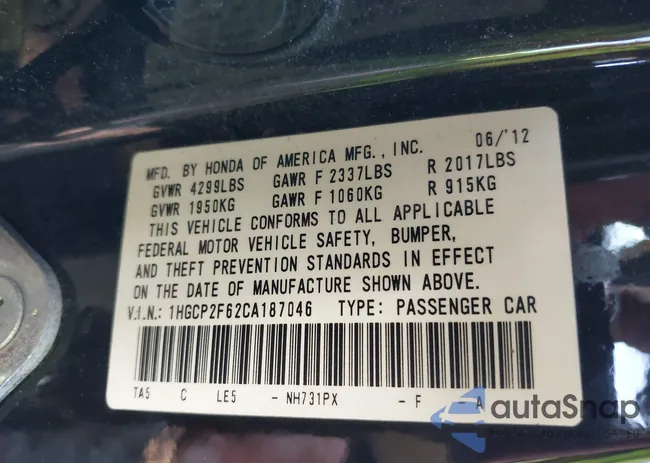 MFD. BY HONDA OF AMERICA MFG., INC. 06/'12
GVWR 4299LBS GAWR F 2337LBS R 2017LBS
GVWR 1950KG GAWR F 1060KG R 915KG
THIS VEHICLE CONFORMS TO ALL APPLICABLE
FEDERAL MOTOR VEHICLE SAFETY, BUMPER,
AND THEFT PREVENTION STANDARDS IN EFFECT
ON THE DATE OF MANUFACTURE SHOWN ABOVE.
V.I.N.: 1HGCP2F62CA187046 TYPE: PASSENGER CAR
TA5 C LE5 - NH731PX - F - A
autaSnap